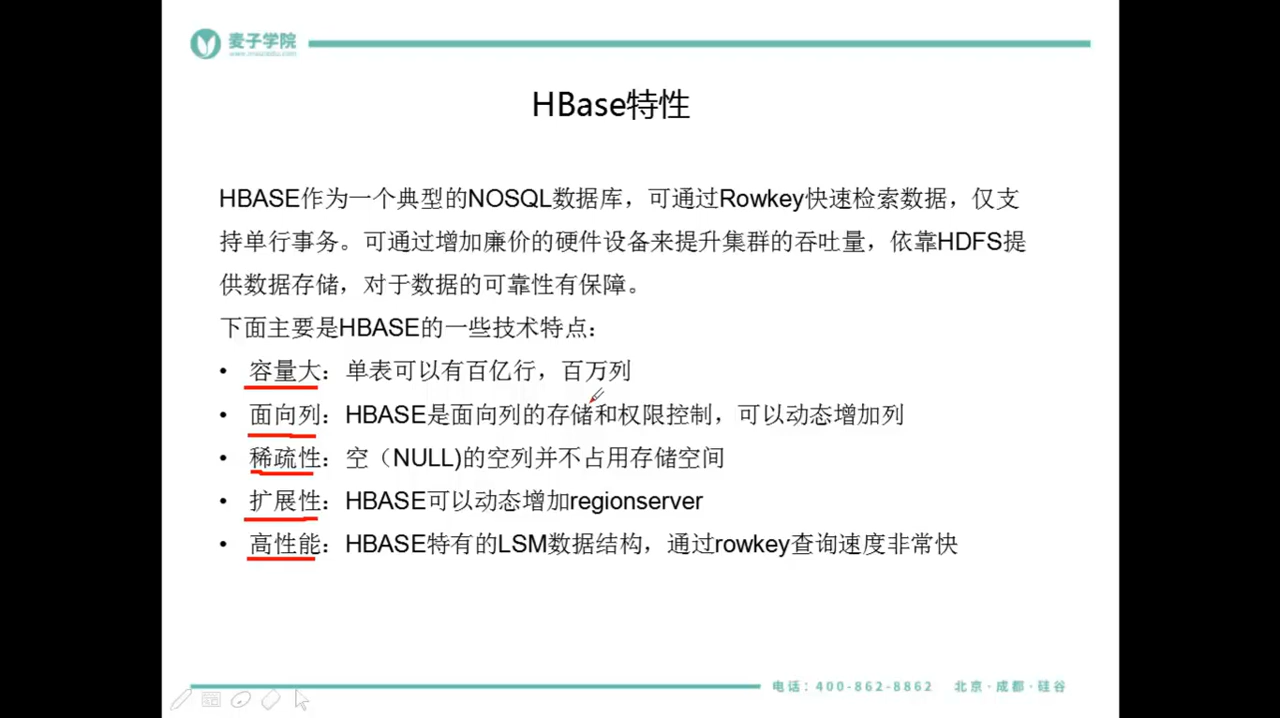 麦子学院
HBase特性
HBASE作为一个典型的NOSQL数据库，可通过Rowkey快速检索数据，仅支
持单行事务。可通过增加廉价的硬件设备来提升集群的吞吐量，依靠HDFS提
供数据存储，对于数据的可靠性有保障。
下面主要是HBASE的一些技术特点：
• 容量大：单表可以有百亿行，百万列
• 面向列：HBASE是面向列的存储和权限控制，可以动态增加列
• 稀疏性：空（NULL)的空列并不占用存储空间
• 扩展性：HBASE可以动态增加regionserver
• 高性能：HBASE特有的LSM数据结构，通过rowkey查询速度非常快
电话：400-862-8862 北京·成都·硅谷